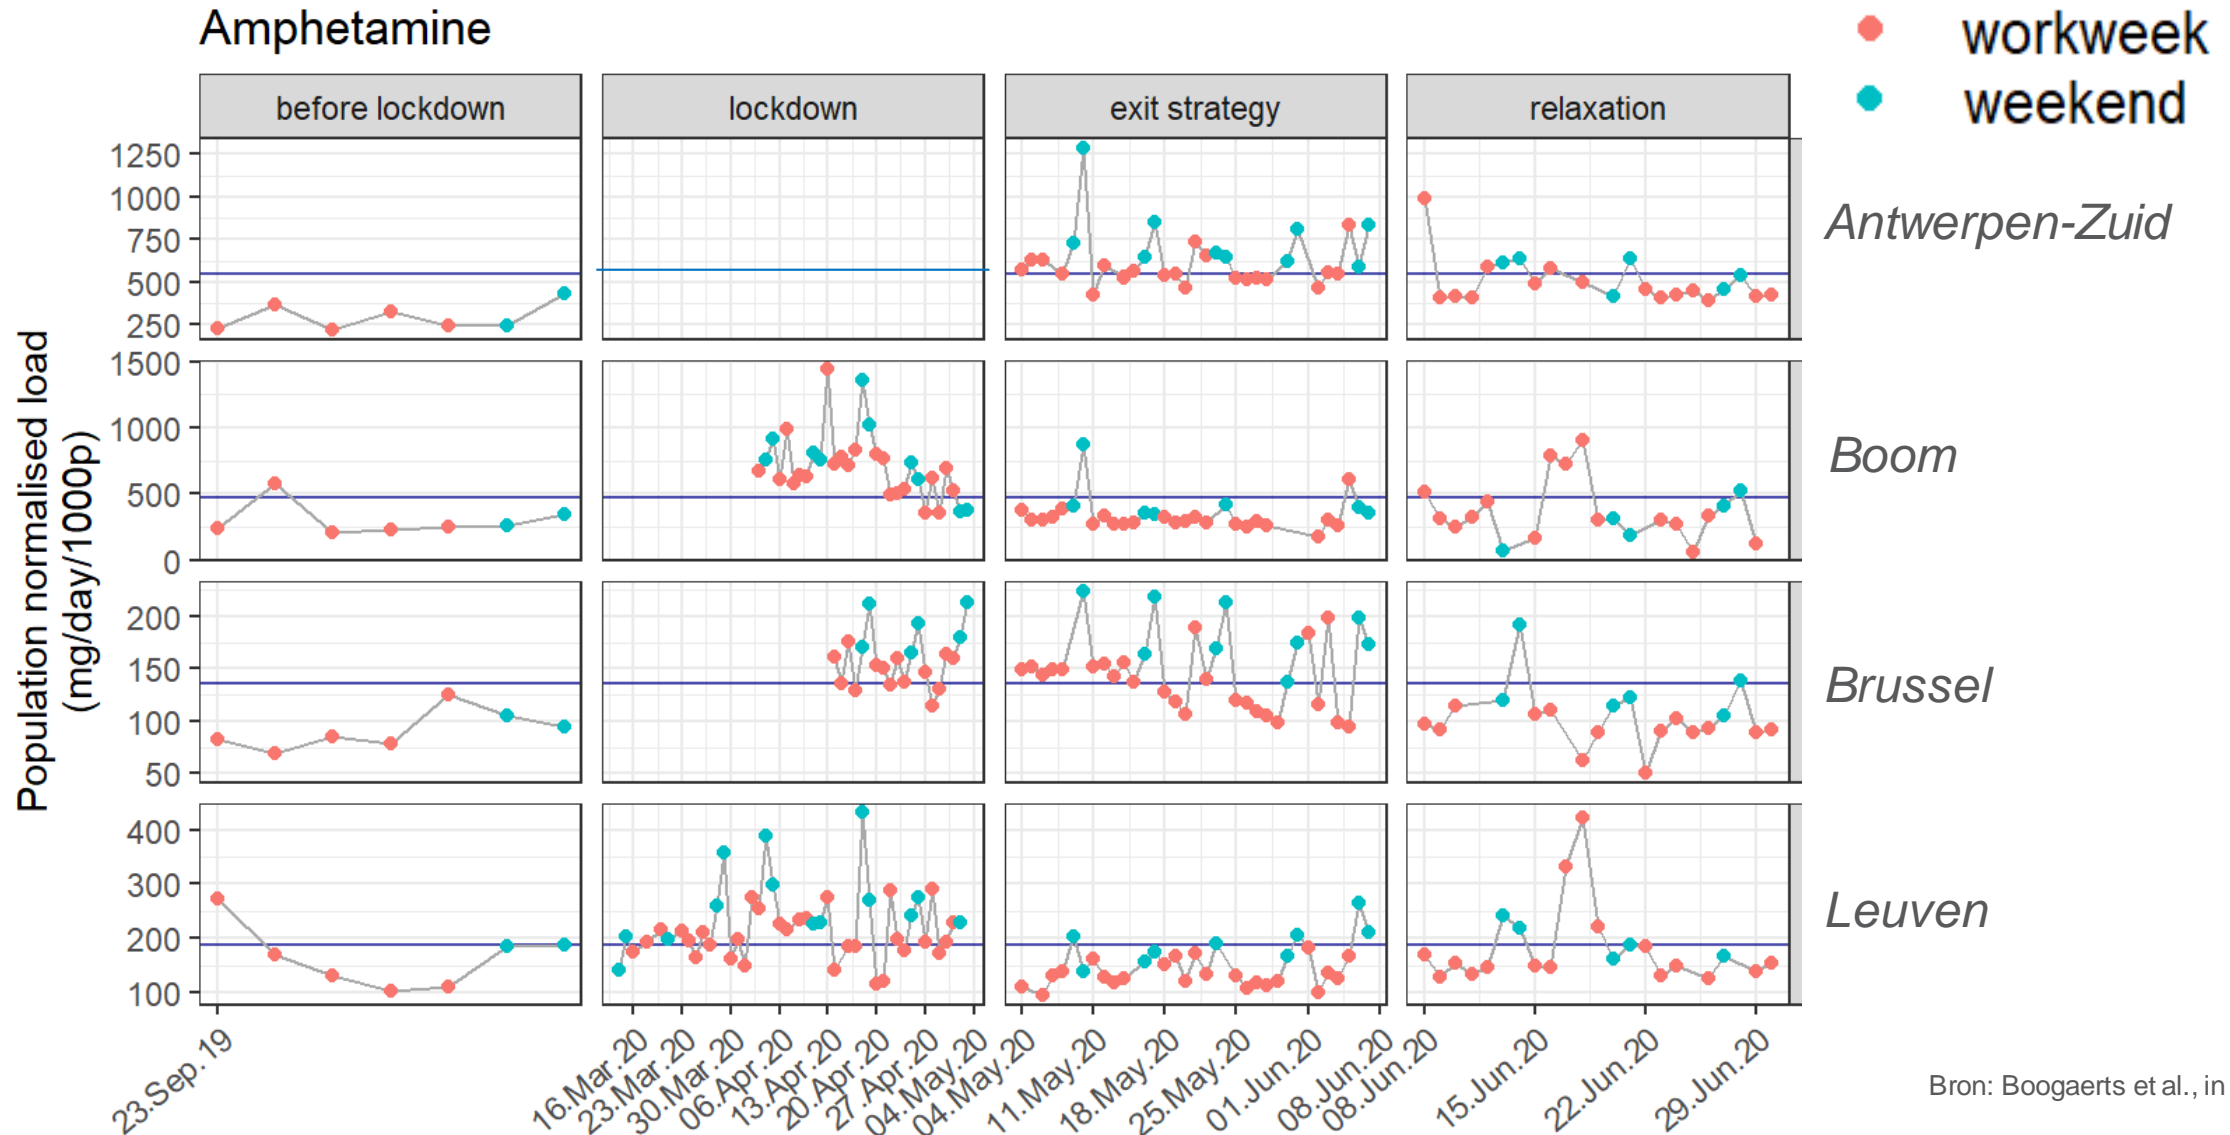 Amphetamine
workweek
weekend
before lockdown
lockdown
exit strategy
relaxation
Population normalised load
(mg/day/1000p)
1250
1000
750
500
250
Antwerpen-Zuid
1500
1000
500
0
Boom
200
150
100
50
Brussel
400
300
200
100
Leuven
23.Sep.19
16.Mar.20
23.Mar.20
30.Mar.20
06.Apr.20
13.Apr.20
20.Apr.20
27.Apr.20
04.May.20
04.May.20
11.May.20
18.May.20
25.May.20
01.Jun.20
08.Jun.20
08.Jun.20
15.Jun.20
22.Jun.20
29.Jun.20
Bron: Boogaerts et al., in